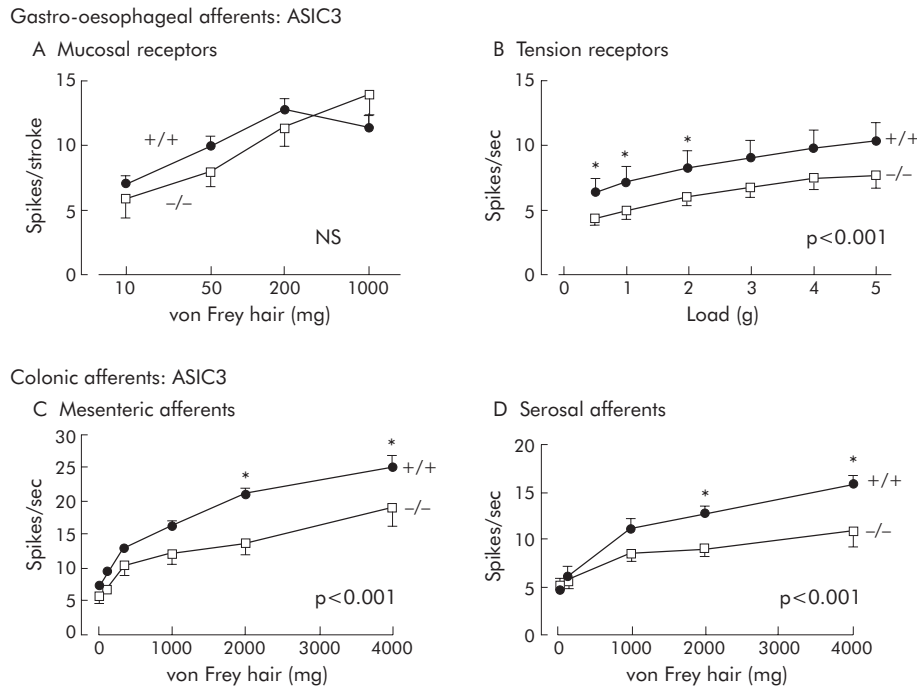 Gastro-oesophageal afferents: ASIC3
A Mucosal receptors
15
10
5
0
Spikes/stroke
+/+
–/–
NS
10 50 200 1000
von Frey hair (mg)
B Tension receptors
15
10
5
0
Spikes/sec
* * *
+/+
–/–
p<0.001
0 1 2 3 4 5
Load (g)
Colonic afferents: ASIC3
C Mesenteric afferents
30
25
20
15
10
5
0
Spikes/sec
* *
+/+
–/–
p<0.001
0 1000 2000 3000 4000
von Frey hair (mg)
D Serosal afferents
20
15
10
5
0
Spikes/sec
* *
+/+
–/–
p<0.001
0 1000 2000 3000 4000
von Frey hair (mg)